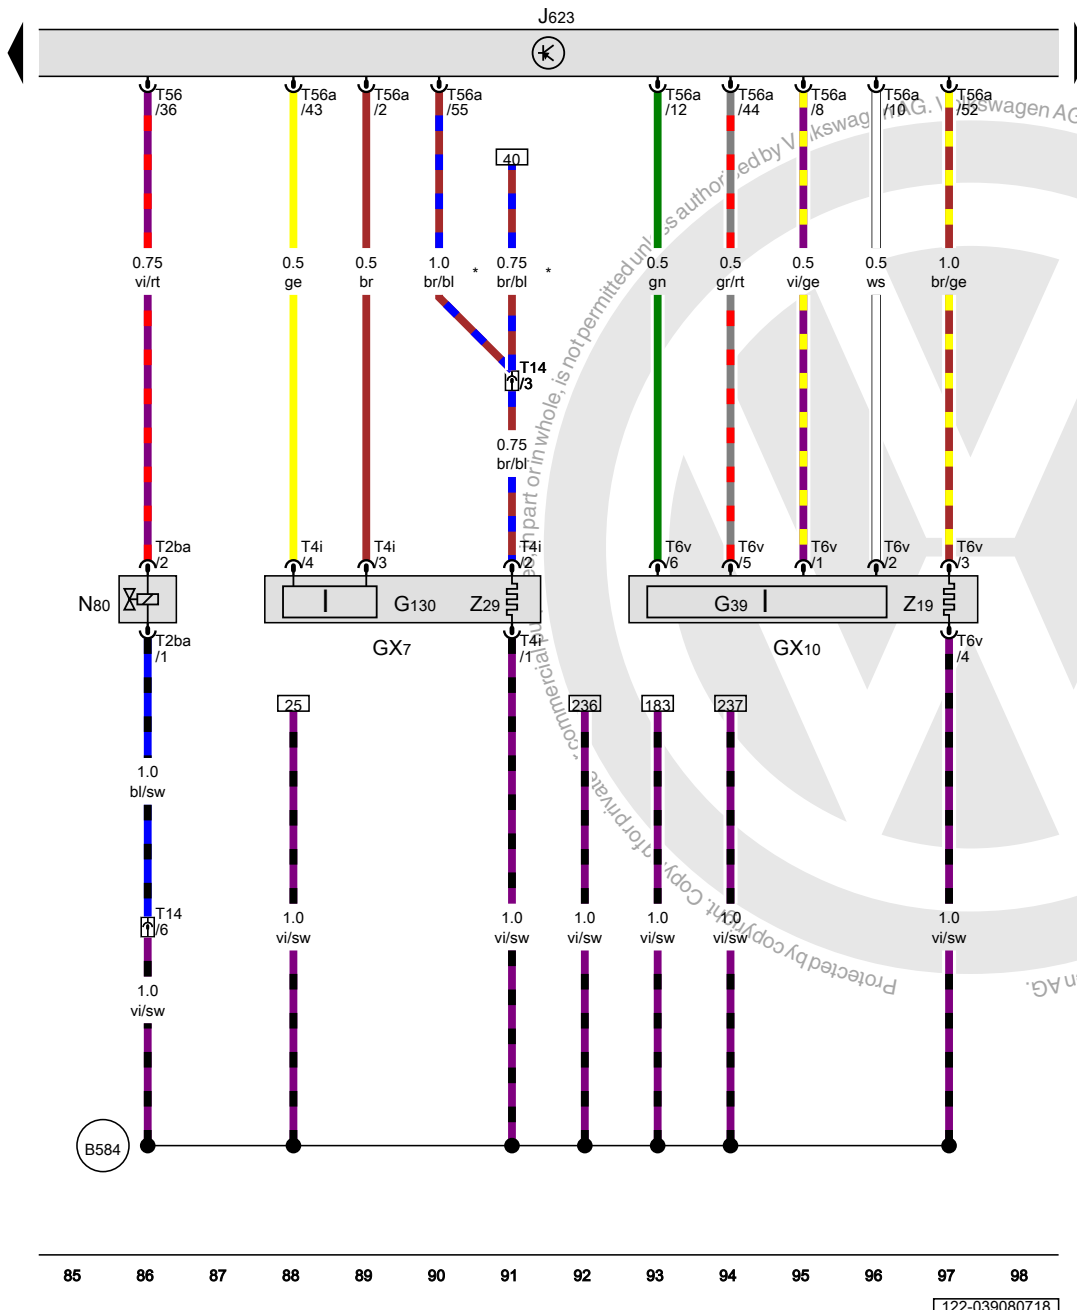 J623
T56 /36
T56a /43
T56a /2
T56a /55
T56a /12
T56a /44
T56a /8
T56a /10
T56a /52
40
0.75 vi/rt
0.5 ge
0.5 br
1.0 br/bl
*
0.75 br/bl
*
0.5 gn
0.5 gr/rt
0.5 vi/ge
0.5 ws
1.0 br/ge
T14 /3
0.75 br/bl
T2ba /2
T4i /4
T4i /3
T4i /2
T6v /6
T6v /5
T6v /1
T6v /2
T6v /3
N80
G130
Z29
G39
Z19
GX7
GX10
T2ba /1
T4i /1
T6v /4
25
236
183
237
1.0 bl/sw
T14 /6
1.0 vi/sw
1.0 vi/sw
1.0 vi/sw
1.0 vi/sw
1.0 vi/sw
1.0 vi/sw
1.0 vi/sw
B584
85 86 87 88 89 90 91 92 93 94 95 96 97 98
122-039080718